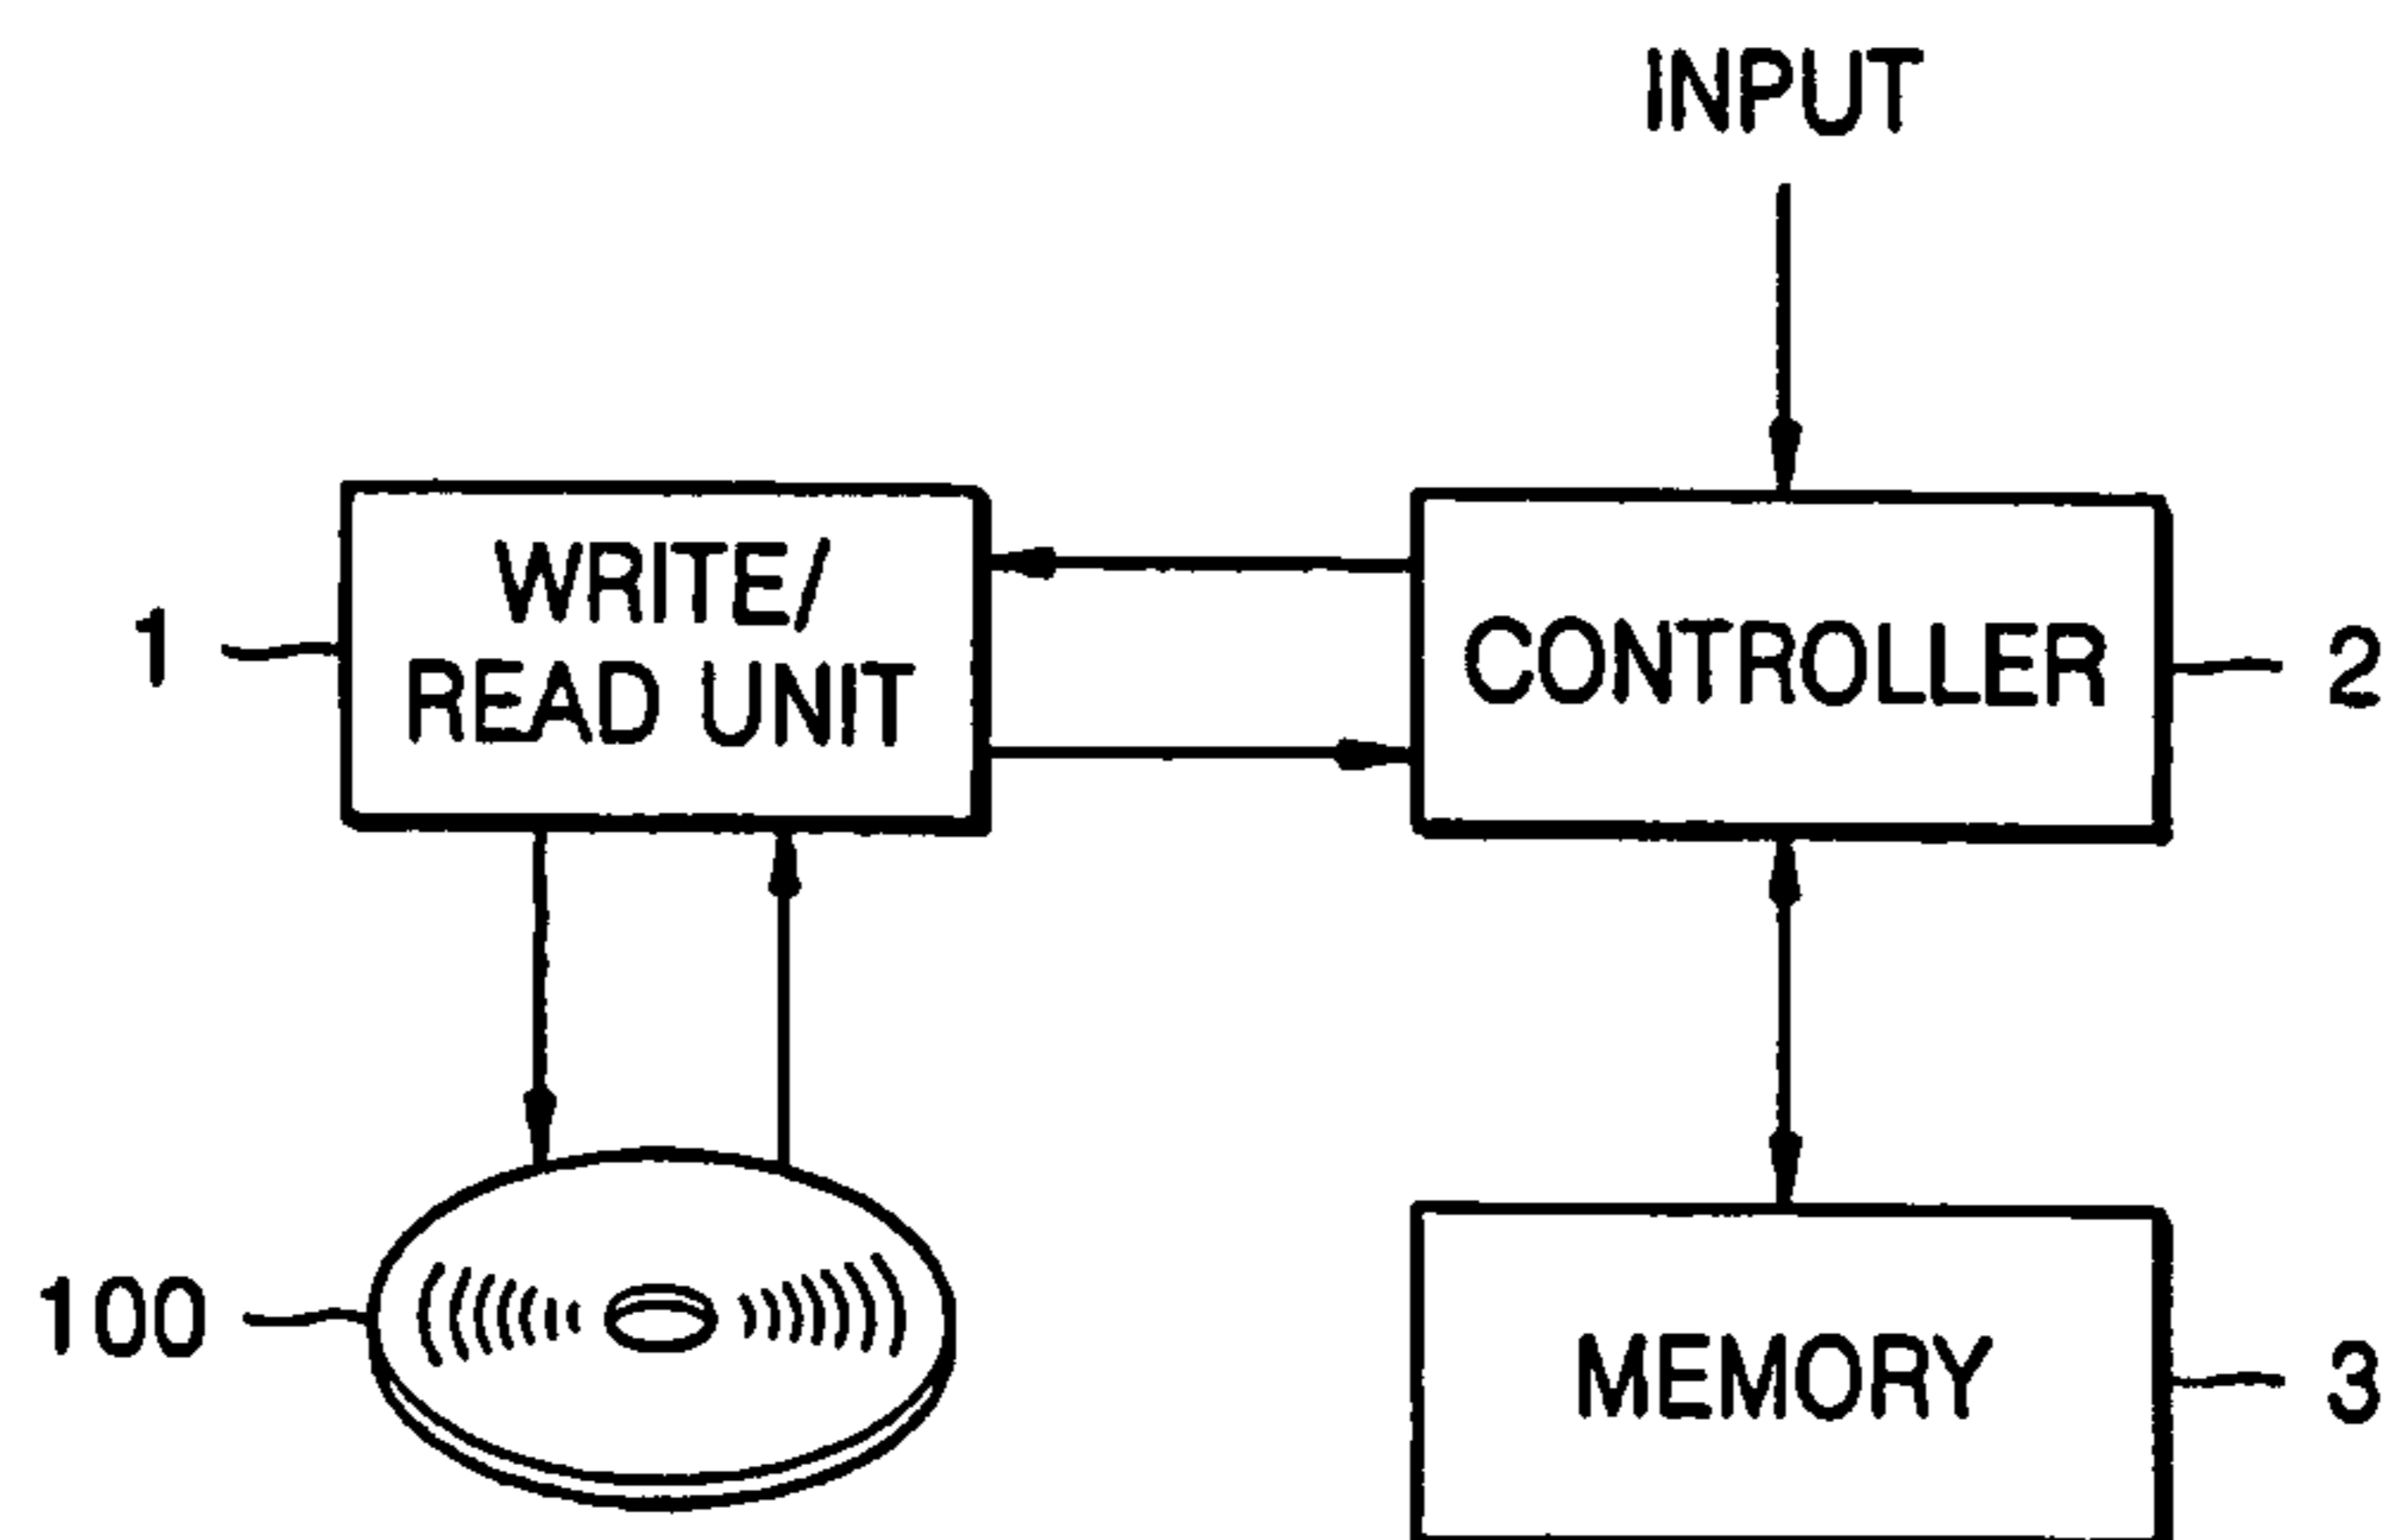 INPUT
WRITE/
READ UNIT
1
CONTROLLER
2
100
MEMORY
3